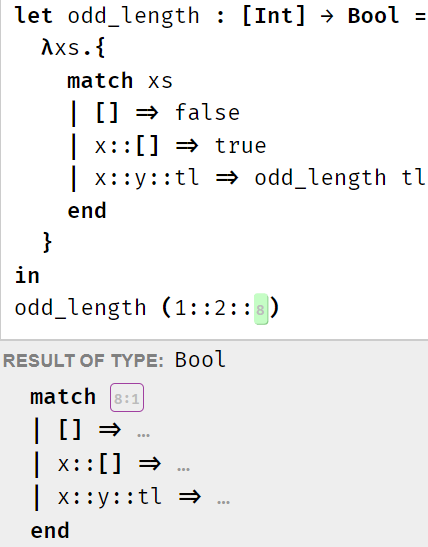 let odd_length : [Int] → Bool =
λxs.{
match xs
| [] ⇒ false
| x::[] ⇒ true
| x::y::tl ⇒ odd_length tl
end
}
in
odd_length (1::2::8)
RESULT OF TYPE: Bool
match 8:1
| [] ⇒ …
| x::[] ⇒ …
| x::y::tl ⇒ …
end